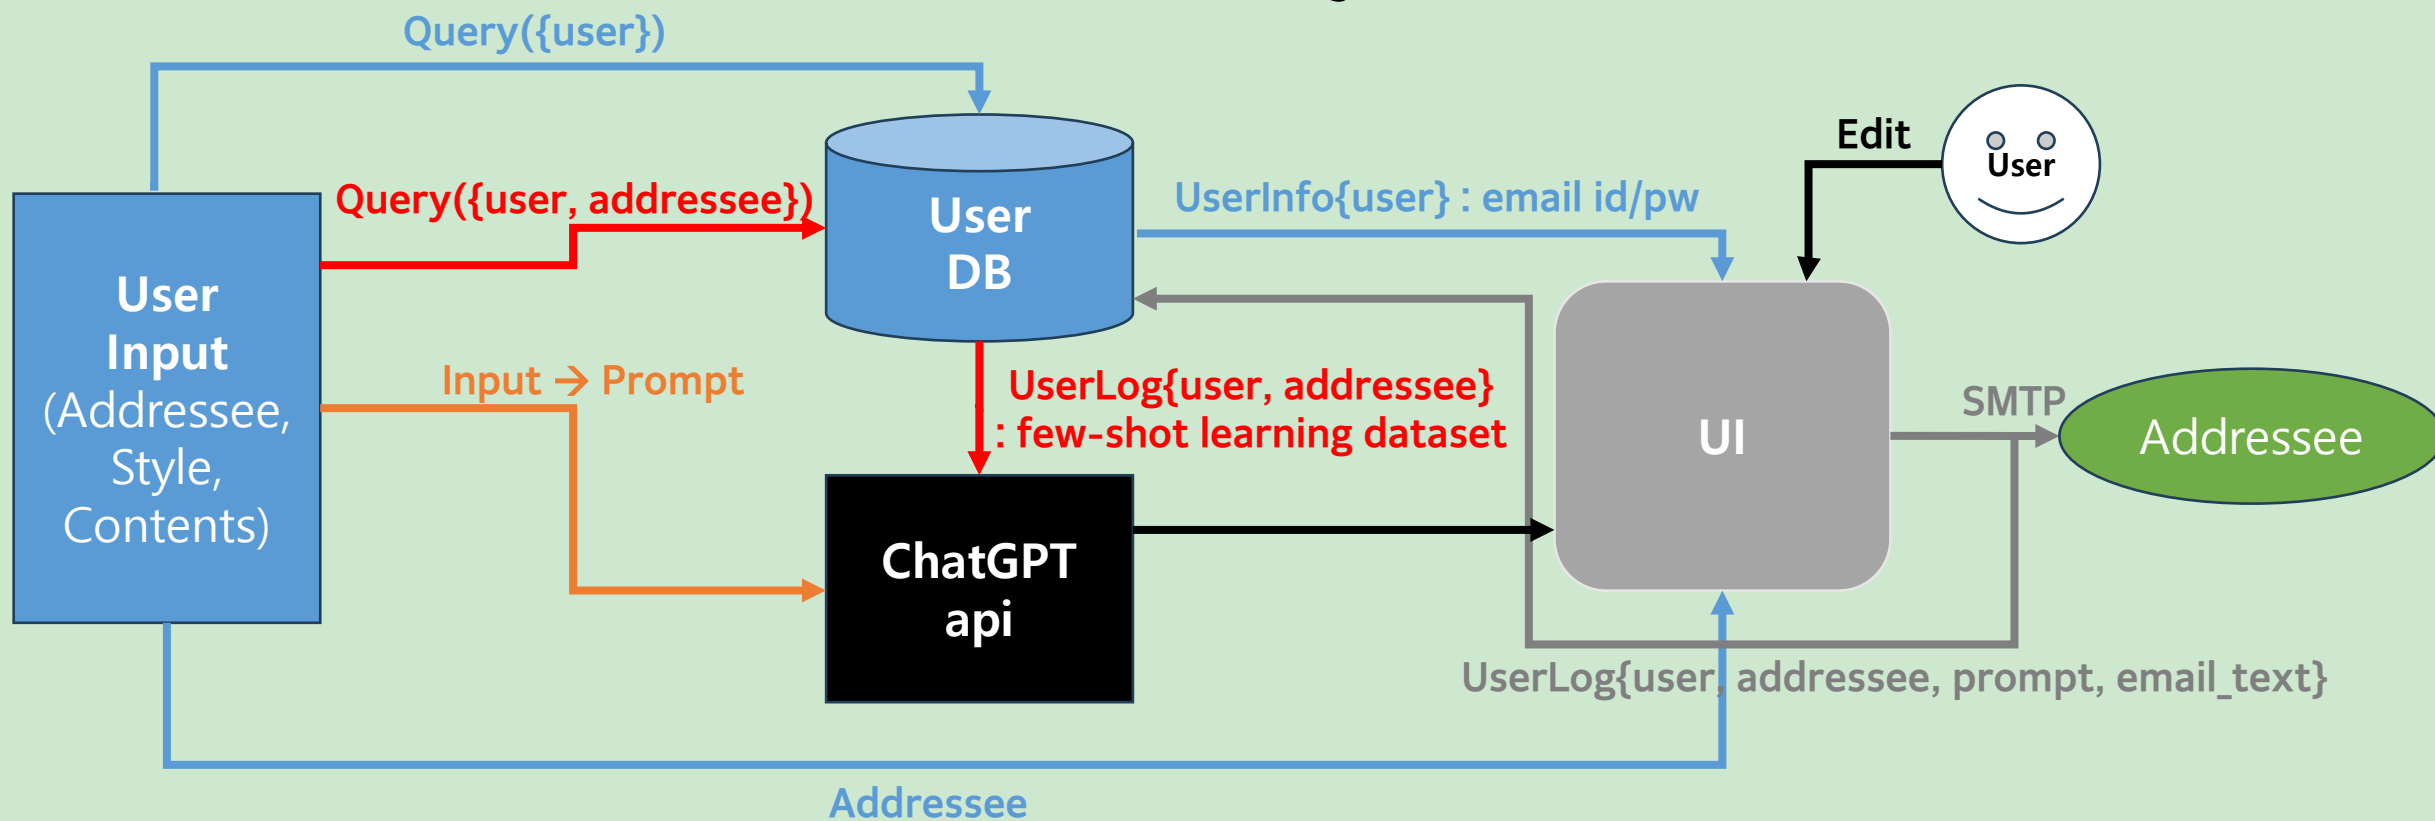 Query({user})
Edit
User
Query({user, addressee})
User
DB
UserInfo{user} : email id/pw
User
Input
(Addressee,
Style,
Contents)
Input → Prompt
UserLog{user, addressee}
: few-shot learning dataset
UI
SMTP
Addressee
ChatGPT
api
UserLog{user, addressee, prompt, email_text}
Addressee